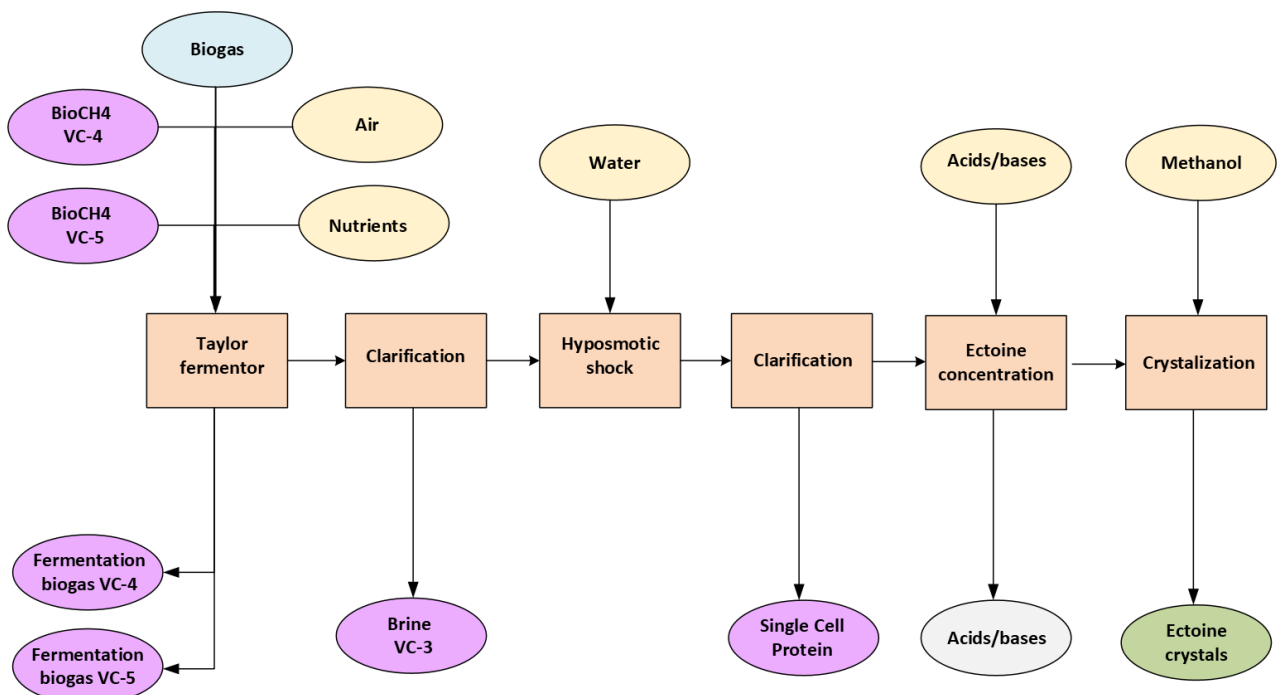 Biogas
BioCH4
VC-4
Air
BioCH4
VC-5
Nutrients
Water
Acids/bases
Methanol
Taylor
fermentor
Clarification
Hyposmotic
shock
Clarification
Ectoine
concentration
Crystalization
Fermentation
biogas VC-4
Fermentation
biogas VC-5
Brine
VC-3
Single Cell
Protein
Acids/bases
Ectoine
crystals